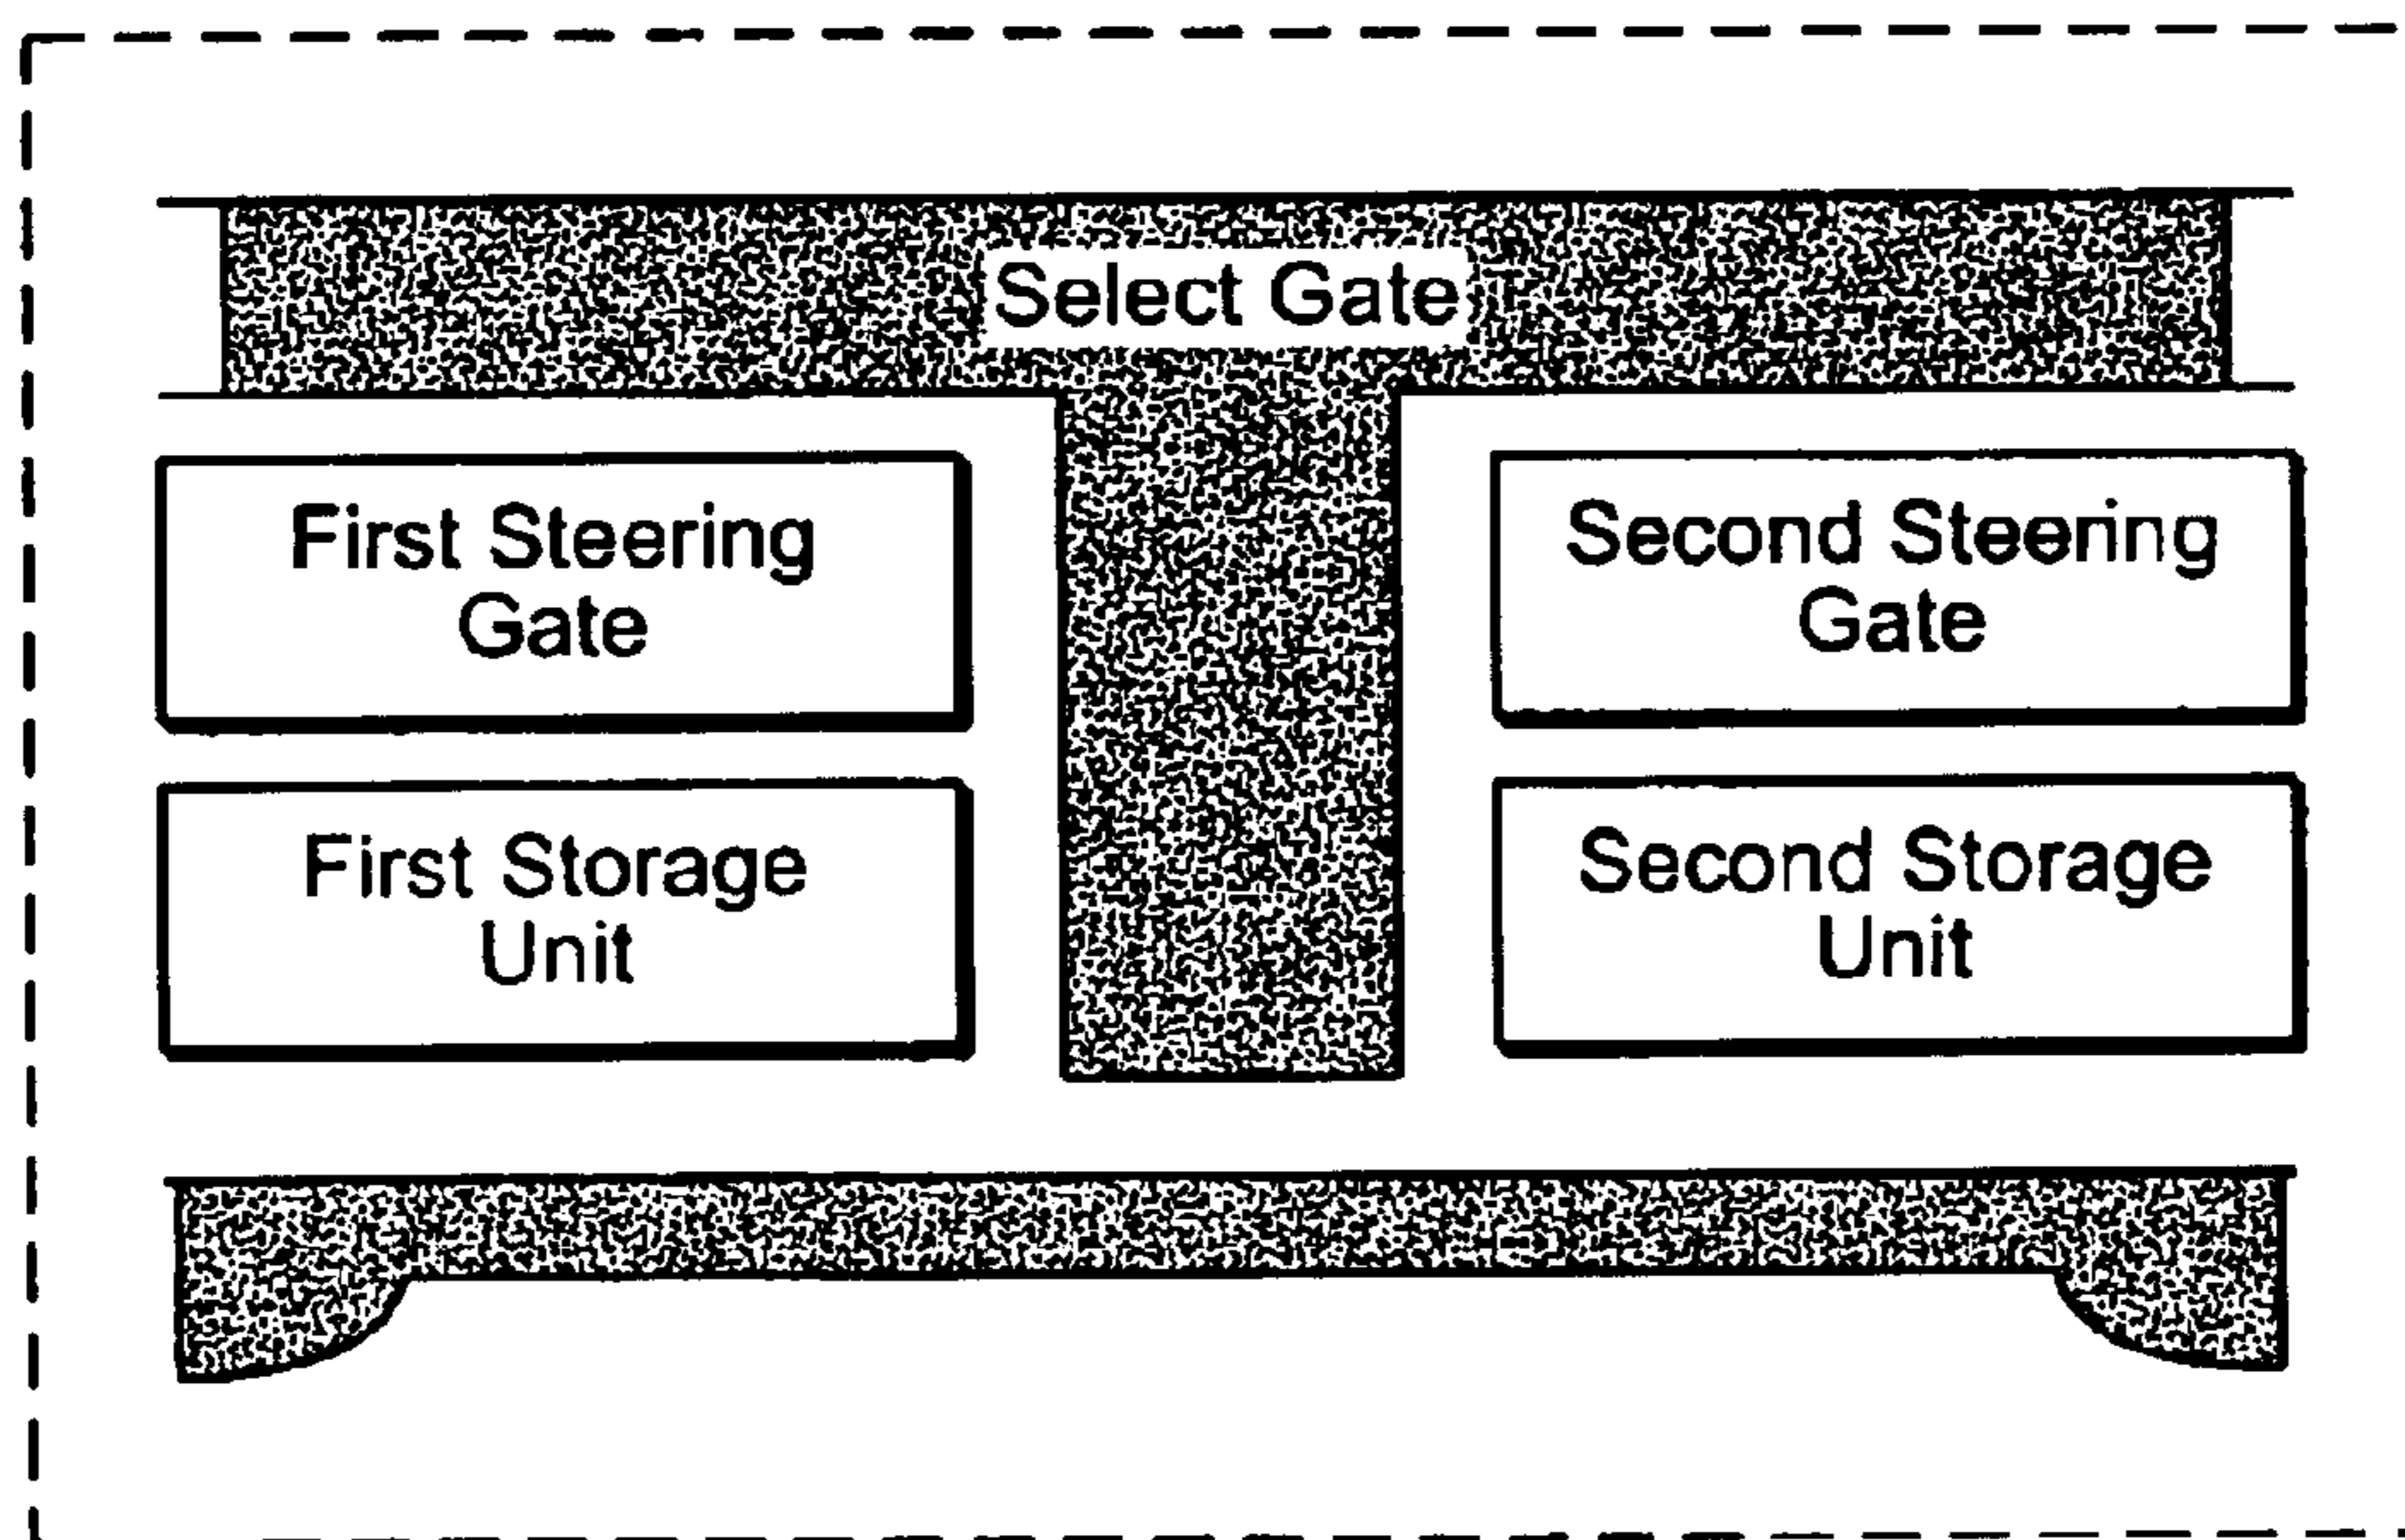 Select Gate
First Steering
Gate
Second Steering
Gate
First Storage
Unit
Second Storage
Unit